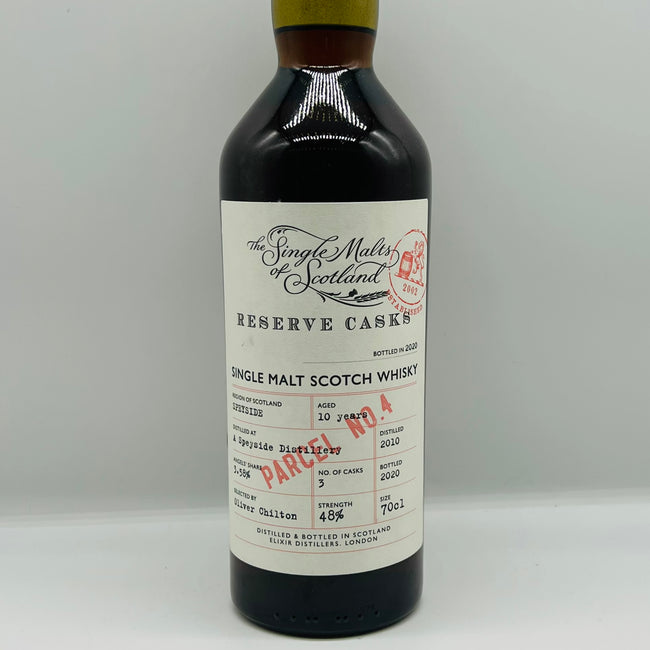 The Single Malts
of Scotland
2002
ESTABLISHED
RESERVE CASKS
BOTTLED IN 2020
SINGLE MALT SCOTCH WHISKY
REGION OF SCOTLAND
SPEYSIDE
AGED
10 years
PARCEL NO.4
DISTILLED AT
A Speyside Distillery
DISTILLED
2010
ANGELS' SHARE
3.58%
NO. OF CASKS
3
BOTTLED
2020
SELECTED BY
Oliver Chilton
STRENGTH
48%
SIZE
70cl
DISTILLED & BOTTLED IN SCOTLAND
ELIXIR DISTILLERS. LONDON